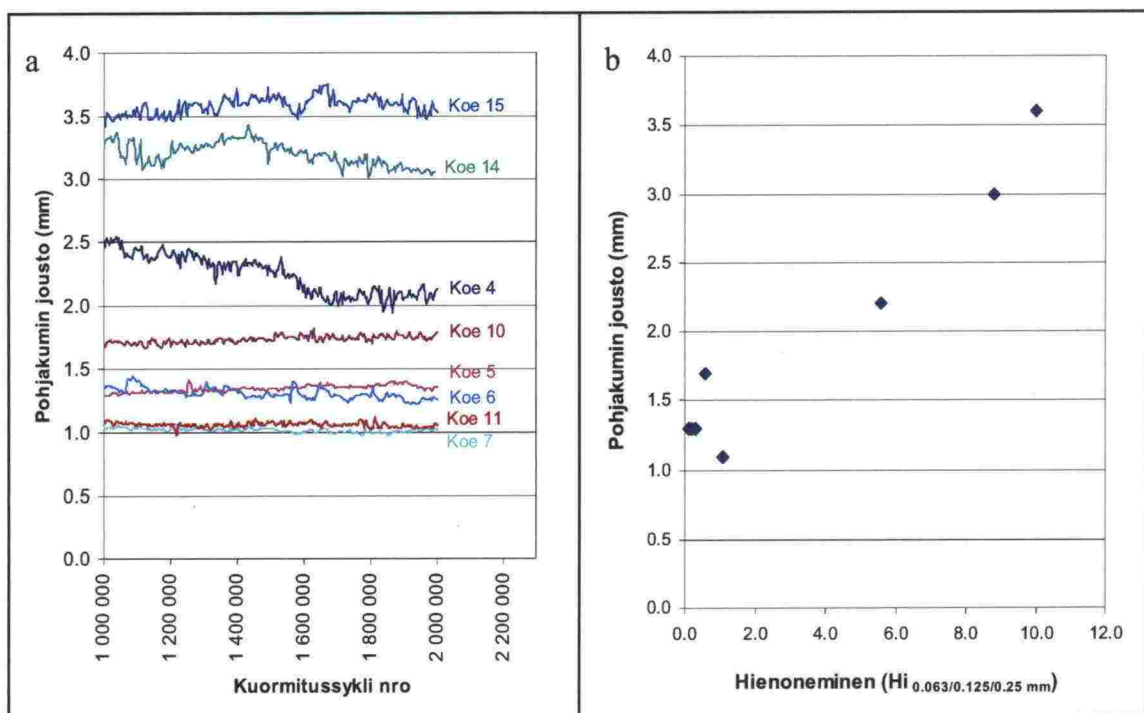 a
Pohjakumin jousto (mm)
4.0
3.5
3.0
2.5
2.0
1.5
1.0
0.5
0.0
Koe 15
Koe 14
Koe 4
Koe 10
Koe 5
Koe 6
Koe 11
Koe 7
1 000 000
1 200 000
1 400 000
1 600 000
1 800 000
2 000 000
2 200 000
Kuormitussykli nro
b
Pohjakumin jousto (mm)
4.0
3.5
3.0
2.5
2.0
1.5
1.0
0.5
0.0
0.0 2.0 4.0 6.0 8.0 10.0 12.0
Hienoneminen (Hi 0.063/0.125/0.25 mm)